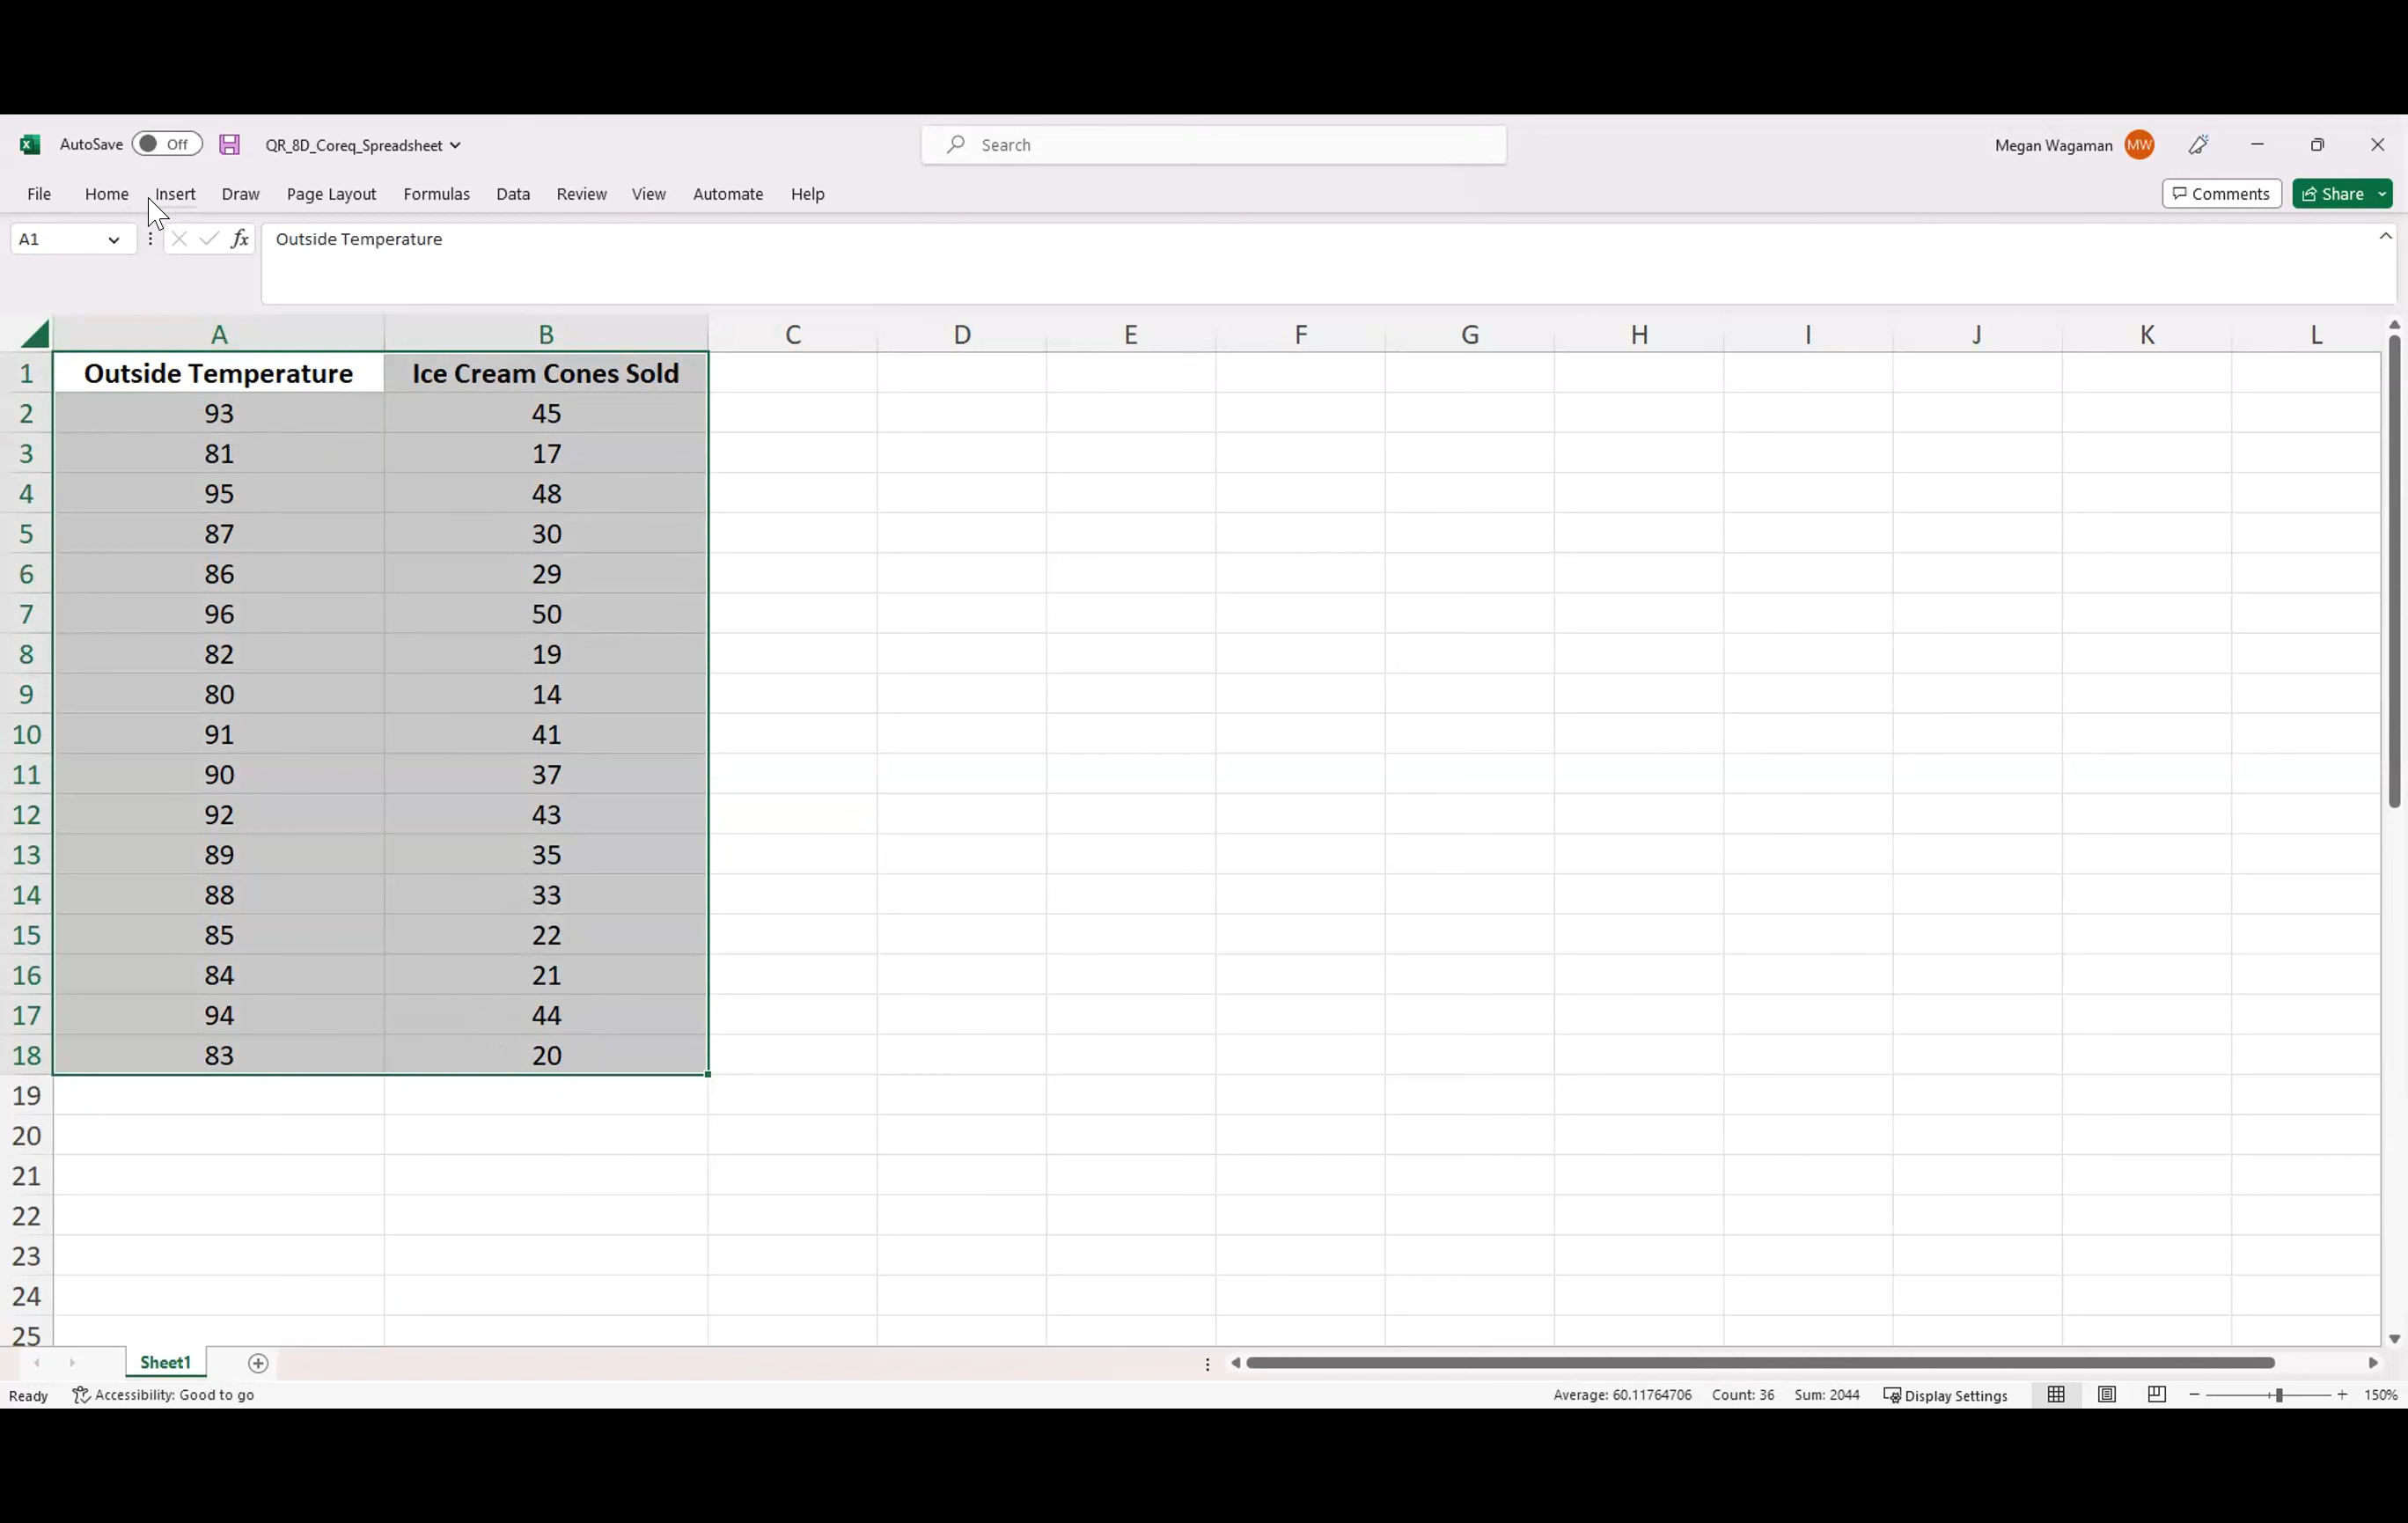 AutoSave Off QR_8D_Coreq_Spreadsheet Search Megan Wagaman MW
File Home Insert Draw Page Layout Formulas Data Review View Automate Help Comments Share
A1 fx Outside Temperature
A B C D E F G H I J K L
1 Outside Temperature Ice Cream Cones Sold
2 93 45
3 81 17
4 95 48
5 87 30
6 86 29
7 96 50
8 82 19
9 80 14
10 91 41
11 90 37
12 92 43
13 89 35
14 88 33
15 85 22
16 84 21
17 94 44
18 83 20
19
20
21
22
23
24
25
Sheet1
Ready Accessibility: Good to go Average: 60.11764706 Count: 36 Sum: 2044 Display Settings 150%